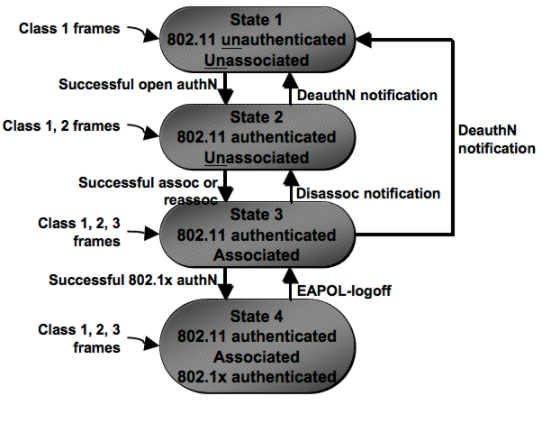 Class 1 frames
State 1
802.11 unauthenticated
Unassociated
Successful open authN
DeauthN notification
Class 1, 2 frames
State 2
802.11 authenticated
Unassociated
DeauthN
notification
Successful assoc or
reassoc
Disassoc notification
Class 1, 2, 3
frames
State 3
802.11 authenticated
Associated
Successful 802.1x authN
EAPOL-logoff
Class 1, 2, 3
frames
State 4
802.11 authenticated
Associated
802.1x authenticated